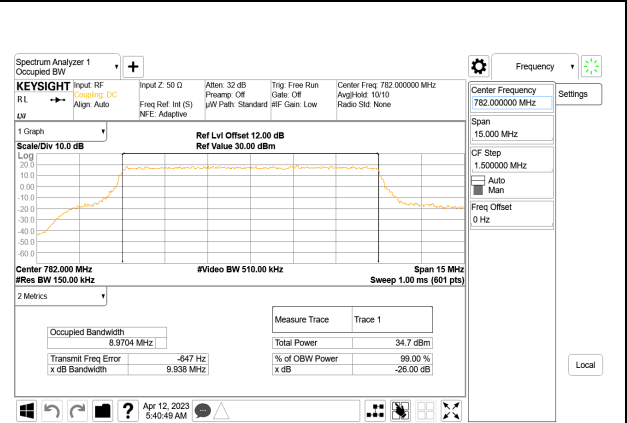 Spectrum Analyzer 1
Occupied BW
Frequency
KEYSIGHT
Input: RF
Input Z: 50 Ω
Atten: 32 dB
Trig: Free Run
Center Freq: 782.000000 MHz
RL
Coupling: DC
Preamp: Off
Gate: Off
Avg|Hold: 10/10
Align: Auto
Freq Ref: Int (S)
µW Path: Standard
#IF Gain: Low
Radio Std: None
LXI
NFE: Adaptive
Center Frequency
782.000000 MHz
Settings
Span
15.000 MHz
CF Step
1.500000 MHz
Auto
Man
Freq Offset
0 Hz
Local
1 Graph
Ref Lvl Offset 12.00 dB
Scale/Div 10.0 dB
Ref Value 30.00 dBm
Log
20.0
10.0
0.00
-10.0
-20.0
-30.0
-40.0
-50.0
-60.0
Center 782.000 MHz
#Video BW 510.00 kHz
Span 15 MHz
#Res BW 150.00 kHz
Sweep 1.00 ms (601 pts)
2 Metrics
Measure Trace
Trace 1
Occupied Bandwidth
8.9704 MHz
Total Power
34.7 dBm
Transmit Freq Error
-647 Hz
% of OBW Power
99.00 %
x dB Bandwidth
9.938 MHz
x dB
-26.00 dB
?
Apr 12, 2023
5:40:49 AM